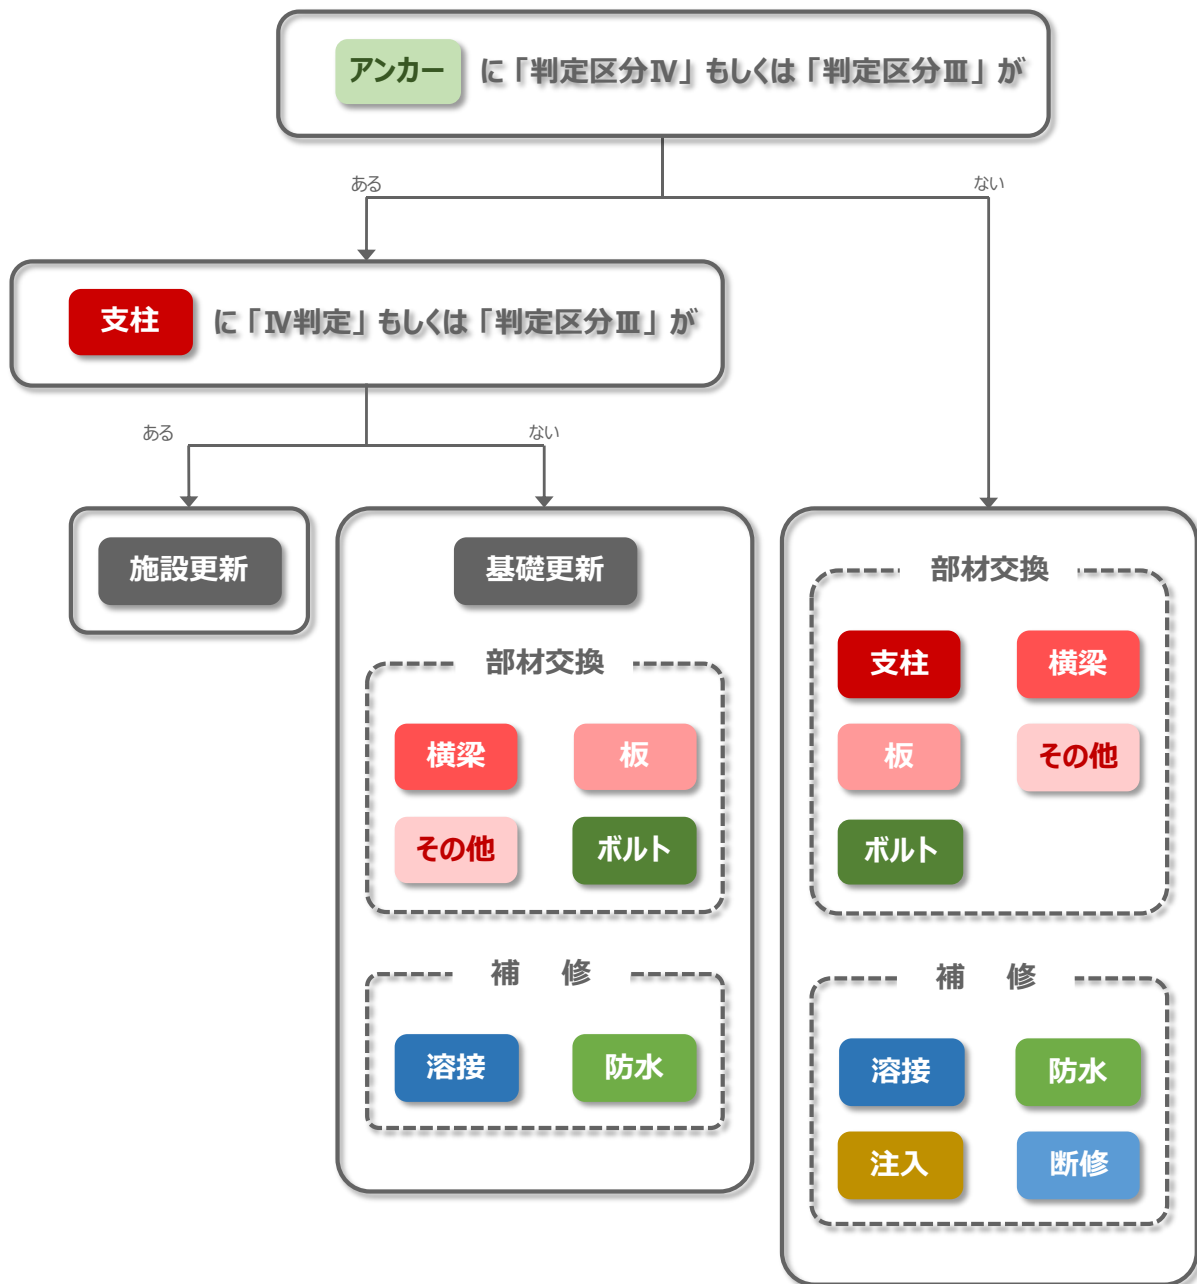 アンカー に「判定区分Ⅳ」もしくは「判定区分Ⅲ」が
ある
ない
支柱 に「Ⅳ判定」もしくは「判定区分Ⅲ」が
ある
ない
施設更新
基礎更新
部材交換
横梁 板
その他 ボルト
補 修
溶接 防水
部材交換
支柱 横梁
板 その他
ボルト
補 修
溶接 防水
注入 断修